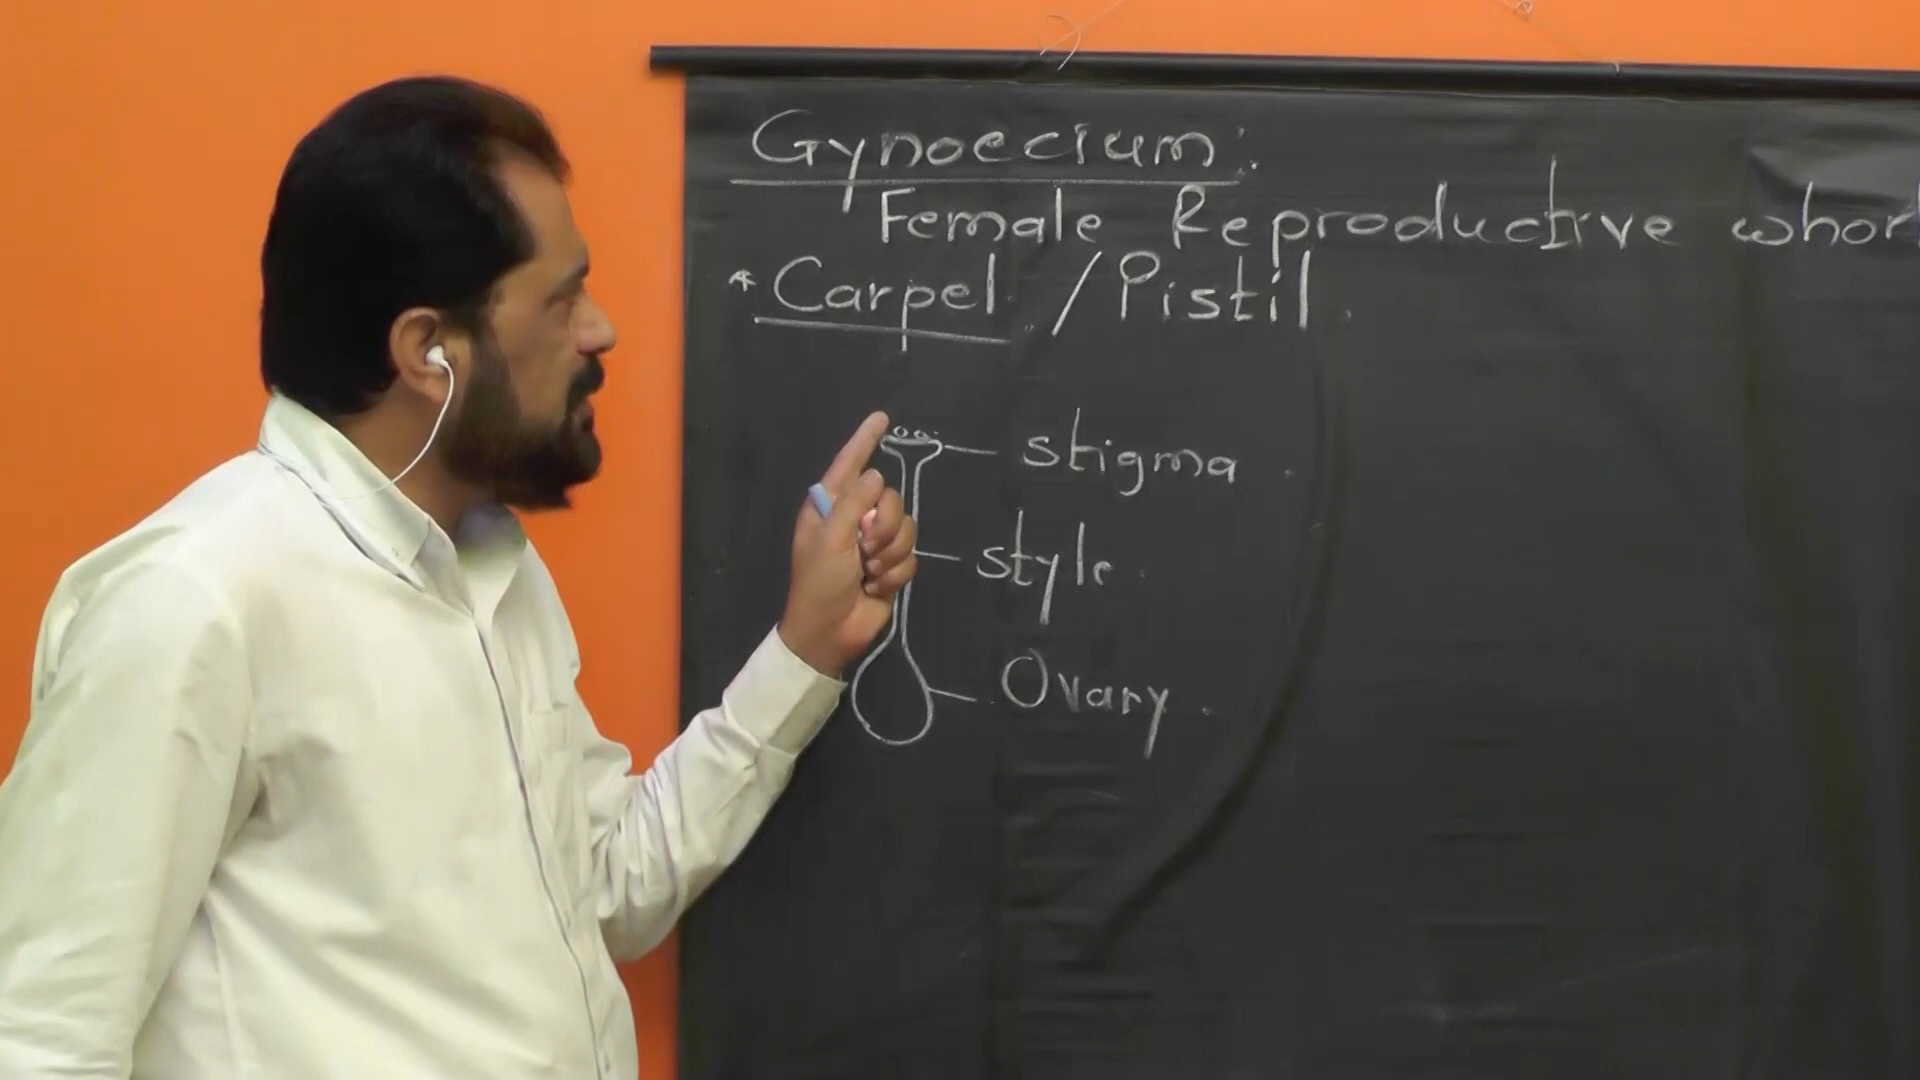 Gynoecium:
Female Reproductive whorl
* Carpel / Pistil.
stigma
style
Ovary